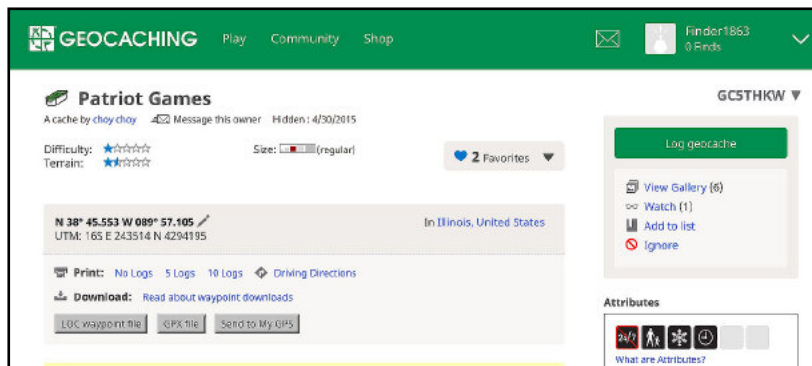 GEOCACHING Play Community Shop Finder1863
0 Finds
Patriot Games GC5THKW ▼
A cache by choy choy Message this owner Hidden : 4/30/2015
Difficulty: Size: (regular) 2 Favorites ▼
Terrain:
Log geocache
View Gallery (6)
Watch (1)
Add to list
Ignore
N 38° 45.553 W 089° 57.105 In Illinois, United States
UTM: 16S E 243514 N 4294195
Print: No Logs 5 Logs 10 Logs Driving Directions
Download: Read about waypoint downloads
LOC waypoint file GPX file Send to My GPS
Attributes
24/7
What are Attributes?